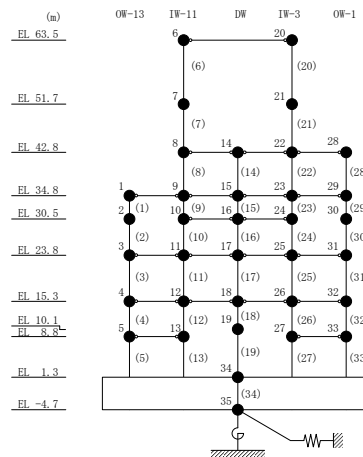 (m) OW-13 IW-11 DW IW-3 OW-1
EL 63.5 6 20
(6) (20)
EL 51.7 7 21
(7) (21)
EL 42.8 8 14 22 28
(8) (14) (22) (28
EL 34.8 1 9 15 23 29
(1) (9) (15) (23) (29
EL 30.5 2 10 16 24 30
(2) (10) (16) (24) (30
EL 23.8 3 11 17 25 31
(3) (11) (17) (25) (31
EL 15.3 4 12 18 26 32
(4) (12) (18) (26) (32
EL 10.1 19
EL 8.8 5 13 27 33
(5) (13) (19) (27) (33
EL 1.3 34
(34)
EL -4.7 35